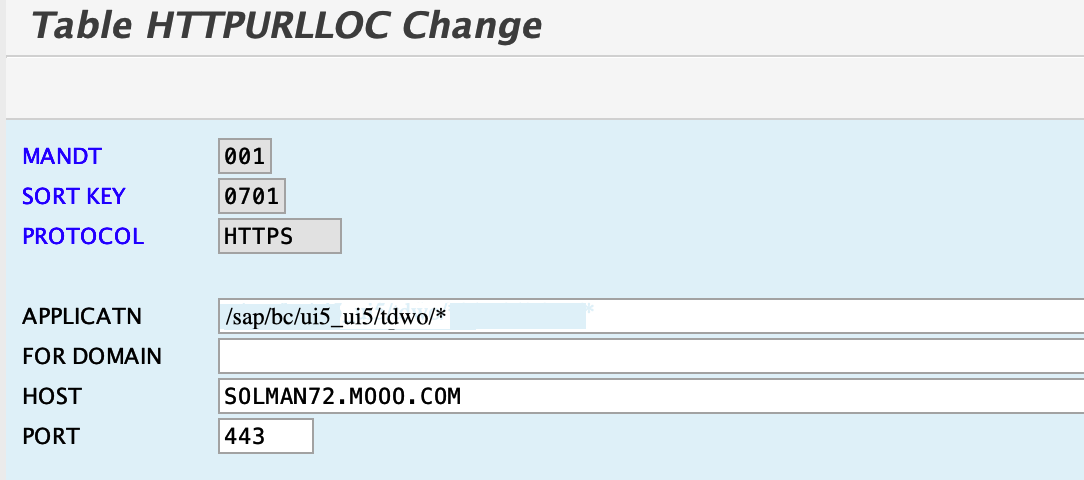 Table HTTPURLLOC Change
MANDT 001
SORT KEY 0701
PROTOCOL HTTPS
APPLICATN /sap/bc/ui5_ui5/tdwo/*
FOR DOMAIN
HOST SOLMAN72.MOOO.COM
PORT 443